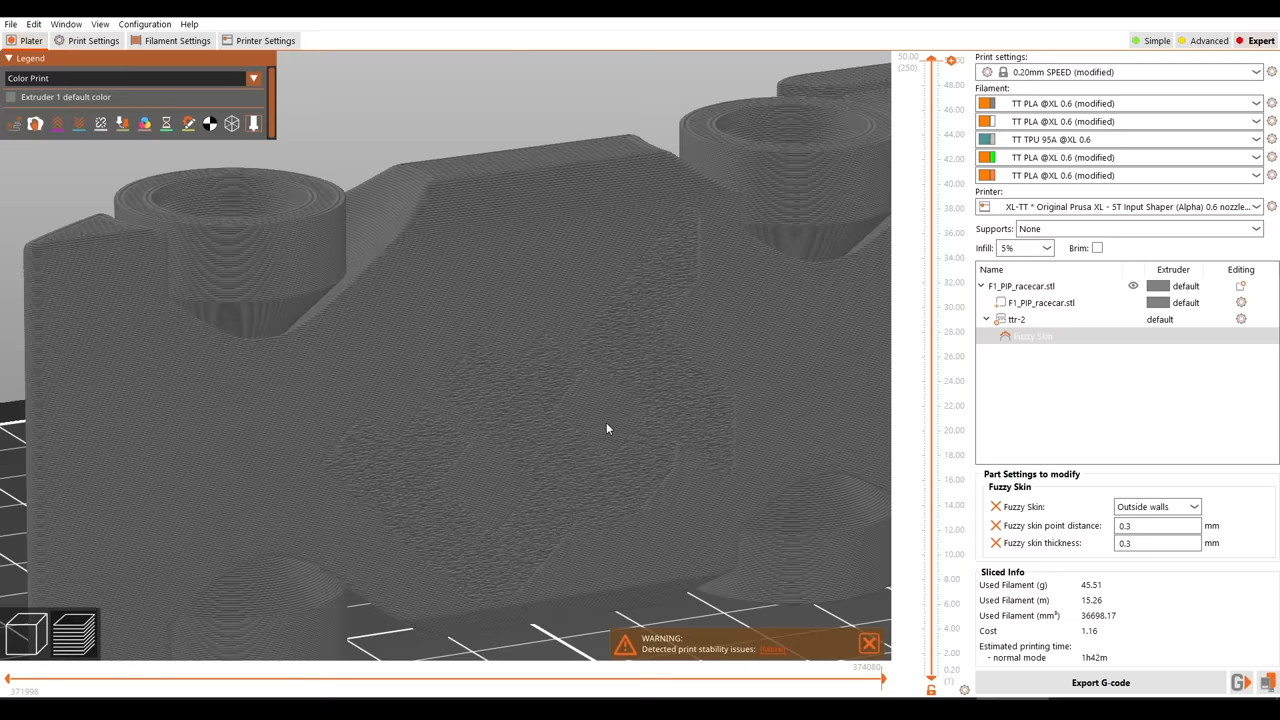 File Edit Window View Configuration Help
Plater Print Settings Filament Settings Printer Settings Simple Advanced Expert
Legend
Color Print
Extruder 1 default color
50.00
(250)
48.00
46.00
44.00
42.00
40.00
38.00
36.00
34.00
32.00
30.00
28.00
26.00
24.00
22.00
20.00
18.00
16.00
14.00
12.00
10.00
8.00
6.00
4.00
2.00
0.20
(1)
Print settings:
0.20mm SPEED (modified)
Filament:
TT PLA @XL 0.6 (modified)
TT PLA @XL 0.6 (modified)
TT TPU 95A @XL 0.6
TT PLA @XL 0.6 (modified)
TT PLA @XL 0.6 (modified)
Printer:
XL-TT * Original Prusa XL - 5T Input Shaper (Alpha) 0.6 nozzle...
Supports: None
Infill: 5% Brim:
Name Extruder Editing
F1_PIP_racecar.stl default
F1_PIP_racecar.stl default
ttr-2 default
Fuzzy Skin
Part Settings to modify
Fuzzy Skin
Fuzzy Skin: Outside walls
Fuzzy skin point distance: 0.3 mm
Fuzzy skin thickness: 0.3 mm
Sliced Info
Used Filament (g) 45.51
Used Filament (m) 15.26
Used Filament (mm³) 36698.17
Cost 1.16
Estimated printing time:
- normal mode 1h42m
Export G-code
WARNING:
Detected print stability issues:
374080
371998